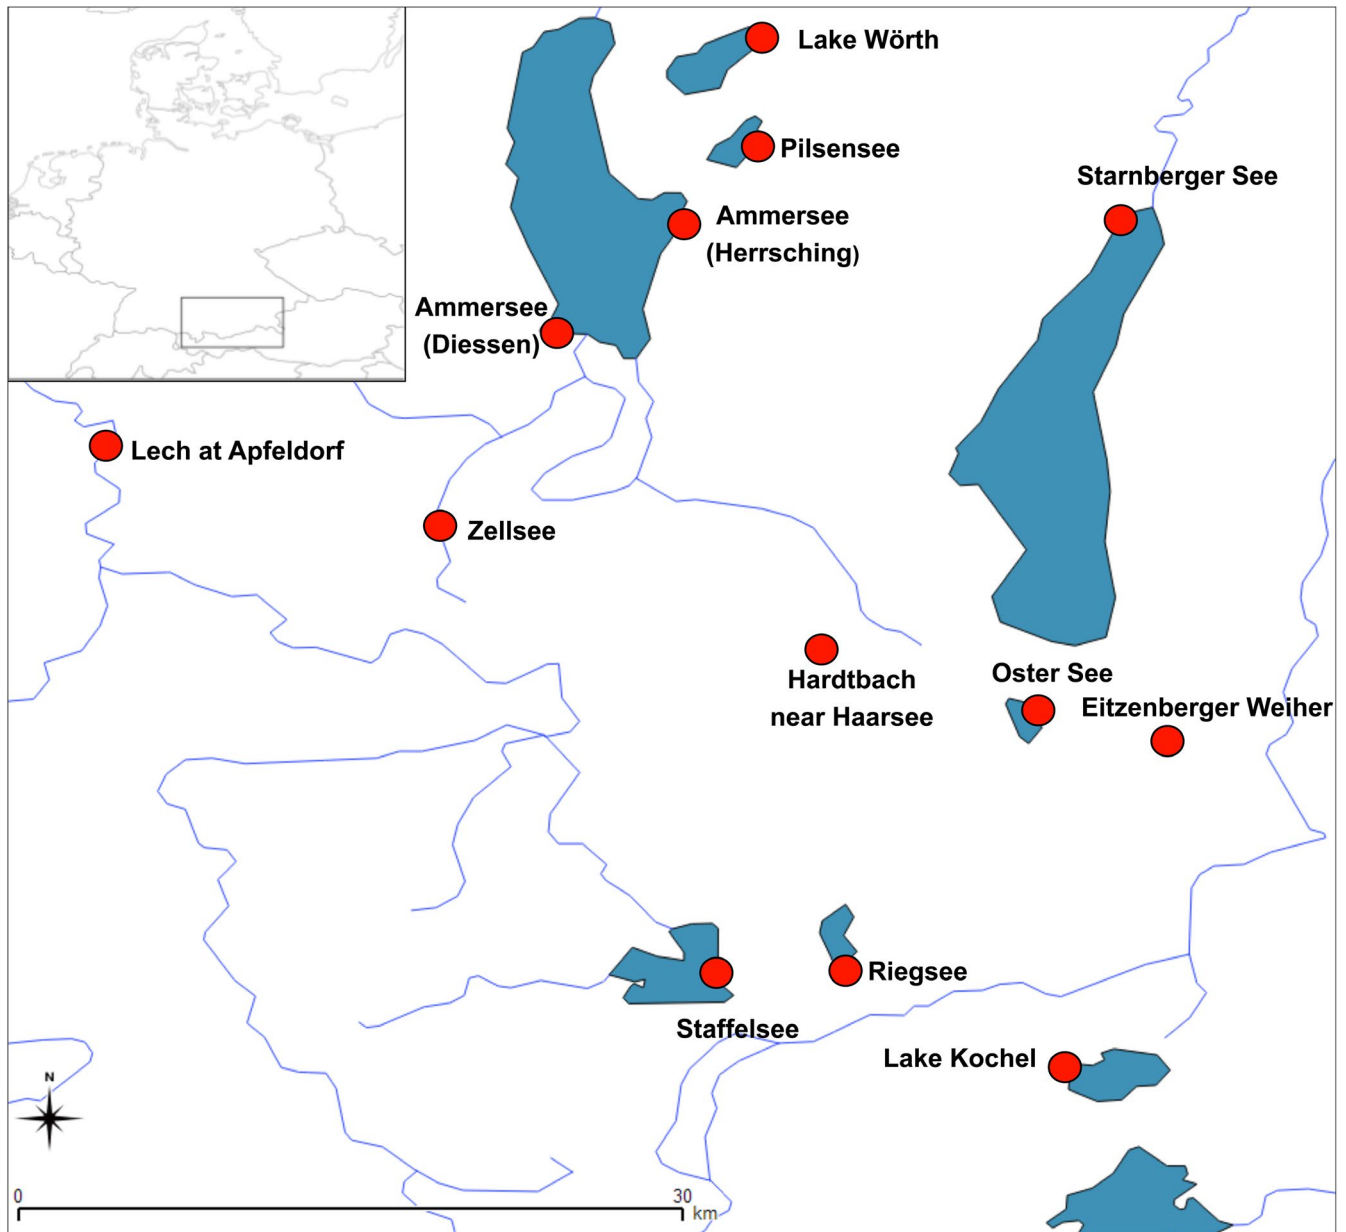 Lake Wörth
Pilsensee
Starnberger See
Ammersee
(Herrsching)
Ammersee
(Diessen)
Lech at Apfeldorf
Zellsee
Hardtbach
near Haarsee
Oster See
Eitzenberger Weiher
Riegsee
Staffelsee
Lake Kochel
N
0
30
km